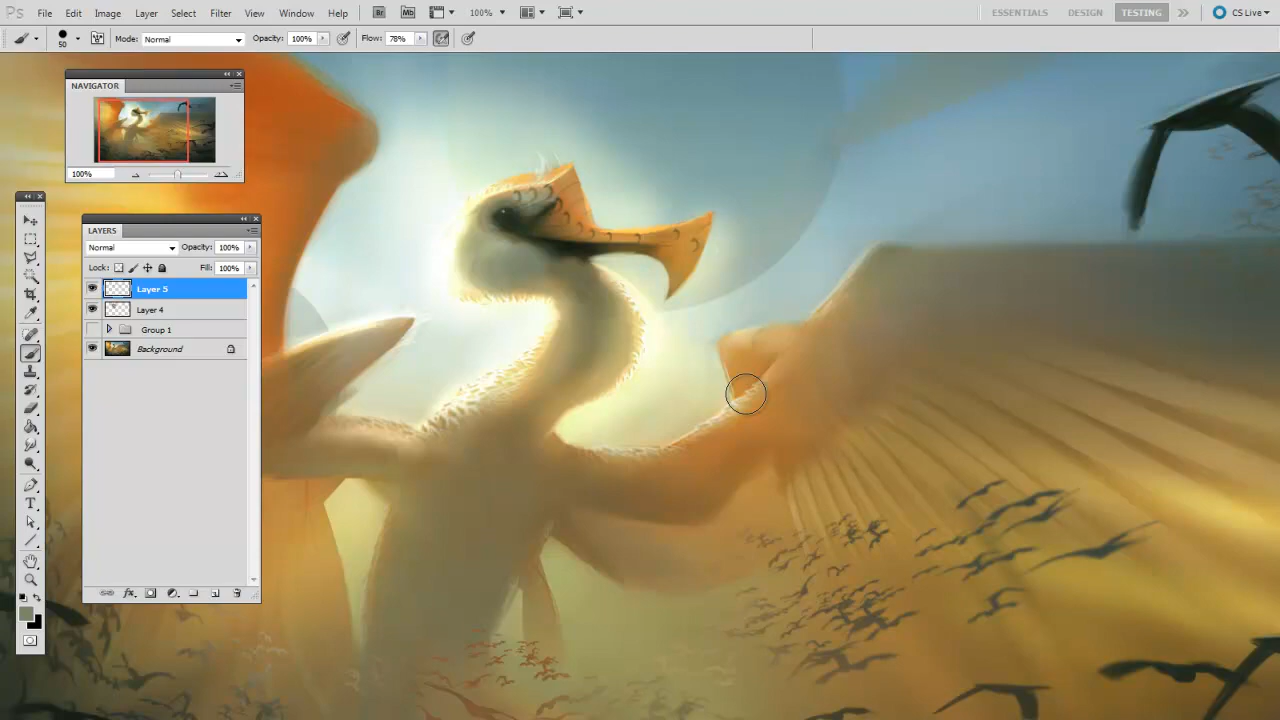 Ps File Edit Image Layer Select Filter View Window Help Br Mb 100% ESSENTIALS DESIGN TESTING CS Live
50 Mode: Normal Opacity: 100% Flow: 78%
NAVIGATOR
100%
LAYERS
Normal Opacity: 100%
Lock: Fill: 100%
Layer 5
Layer 4
Group 1
Background
T
fx